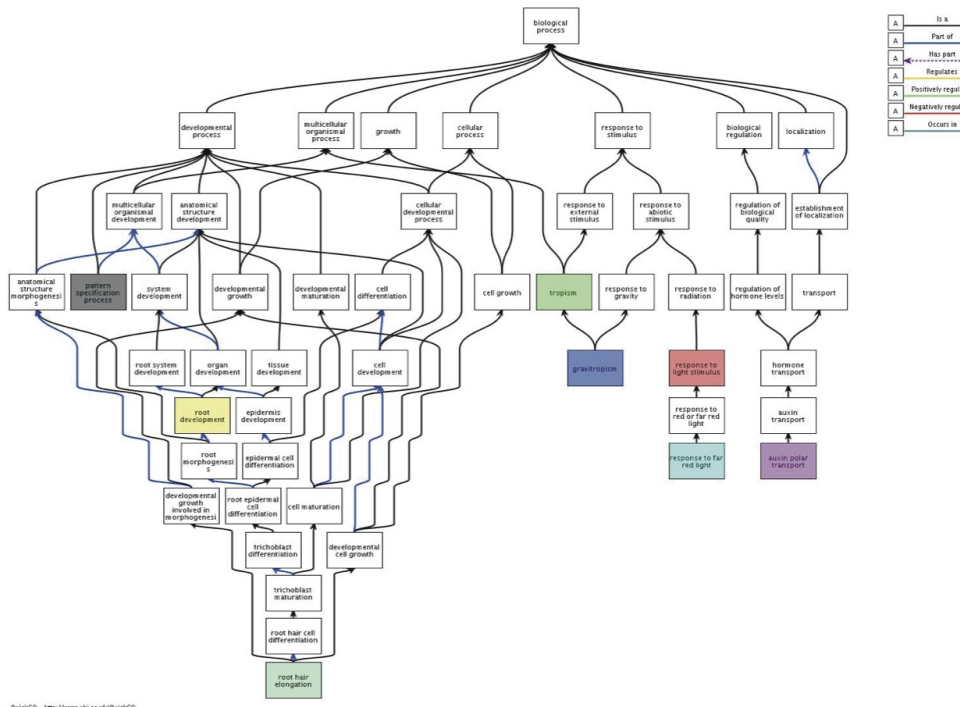 biological
process
A
Is a
A
Part of
A
Has part
A
Regulates
A
Positively regul
A
Negatively regul
A
Occurs in
developmental
process
multicellular
organismal
process
growth
cellular
process
response to
stimulus
biological
regulation
localization
multicellular
organismal
development
anatomical
structure
development
cellular
developmental
process
response to
external
stimulus
response to
abiotic
stimulus
regulation of
biological
quality
establishment
of localization
anatomical
structure
morphogenesi
s
pattern
specification
process
system
development
developmental
growth
developmental
maturation
cell
differentiation
cell growth
tropism
response to
gravity
response to
radiation
regulation of
hormone levels
transport
root system
development
organ
development
tissue
development
cell
development
gravitropism
response to
light stimulus
hormone
transport
root
development
epidermis
development
response to
red or far red
light
auxin
transport
root
morphogenesi
s
epidermal cell
differentiation
response to far
red light
auxin polar
transport
developmental
growth
involved in
morphogenesi
root epidermal
cell
differentiation
cell maturation
trichoblast
differentiation
developmental
cell growth
trichoblast
maturation
root hair cell
differentiation
root hair
elongation